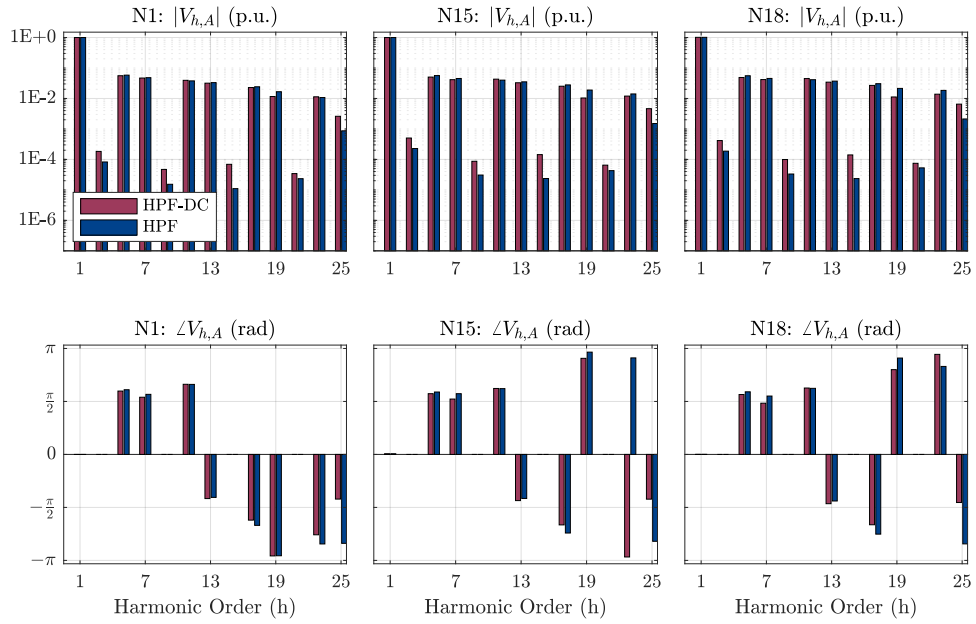 N1: |V_{h,A}| (p.u.)
N15: |V_{h,A}| (p.u.)
N18: |V_{h,A}| (p.u.)
1E+0
1E-2
1E-4
1E-6
HPF-DC
HPF
1 7 13 19 25
1 7 13 19 25
1 7 13 19 25
N1: ∠V_{h,A} (rad)
N15: ∠V_{h,A} (rad)
N18: ∠V_{h,A} (rad)
π
π/2
0
−π/2
−π
1 7 13 19 25
1 7 13 19 25
1 7 13 19 25
Harmonic Order (h)
Harmonic Order (h)
Harmonic Order (h)